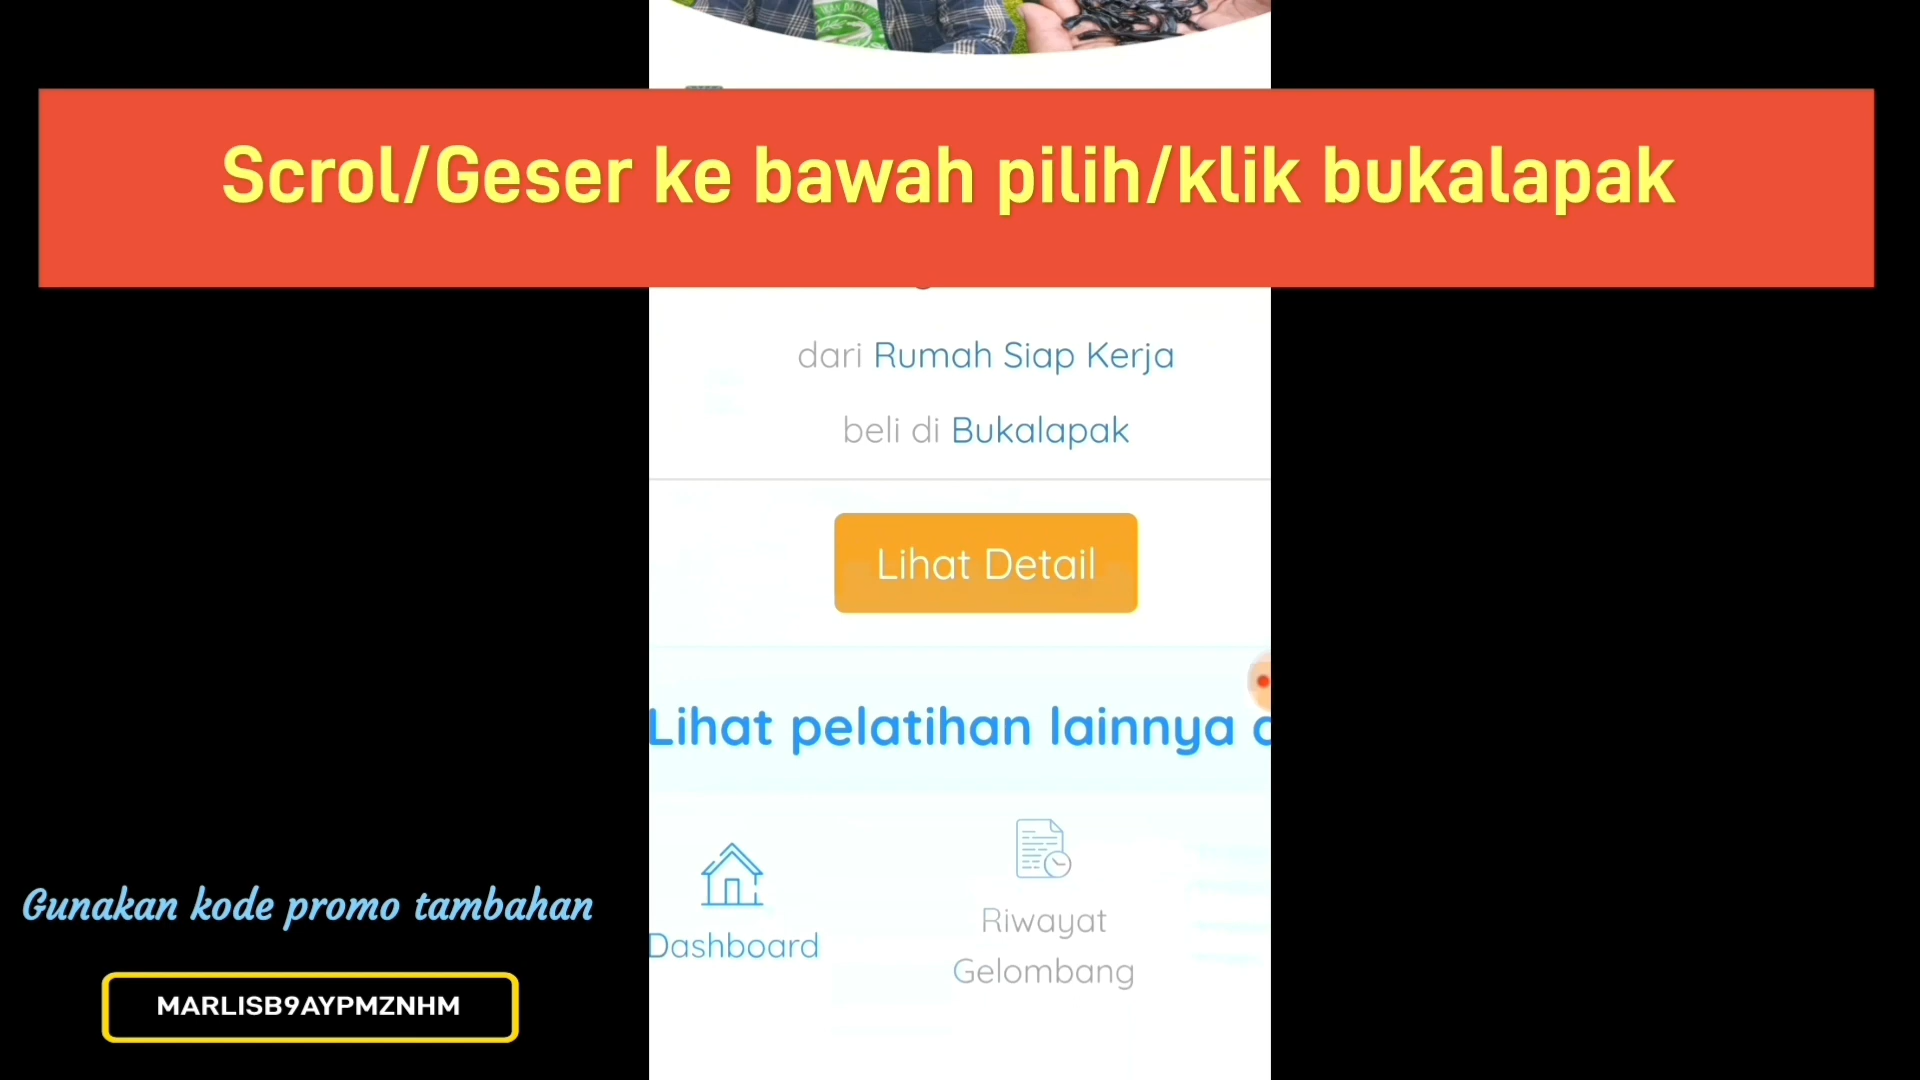 Scrol/Geser ke bawah pilih/klik bukalapak
dari Rumah Siap Kerja
beli di Bukalapak
Lihat Detail
Lihat pelatihan lainnya
Dashboard
Riwayat
Gelombang
Gunakan kode promo tambahan
MARLISB9AYPMZNHM